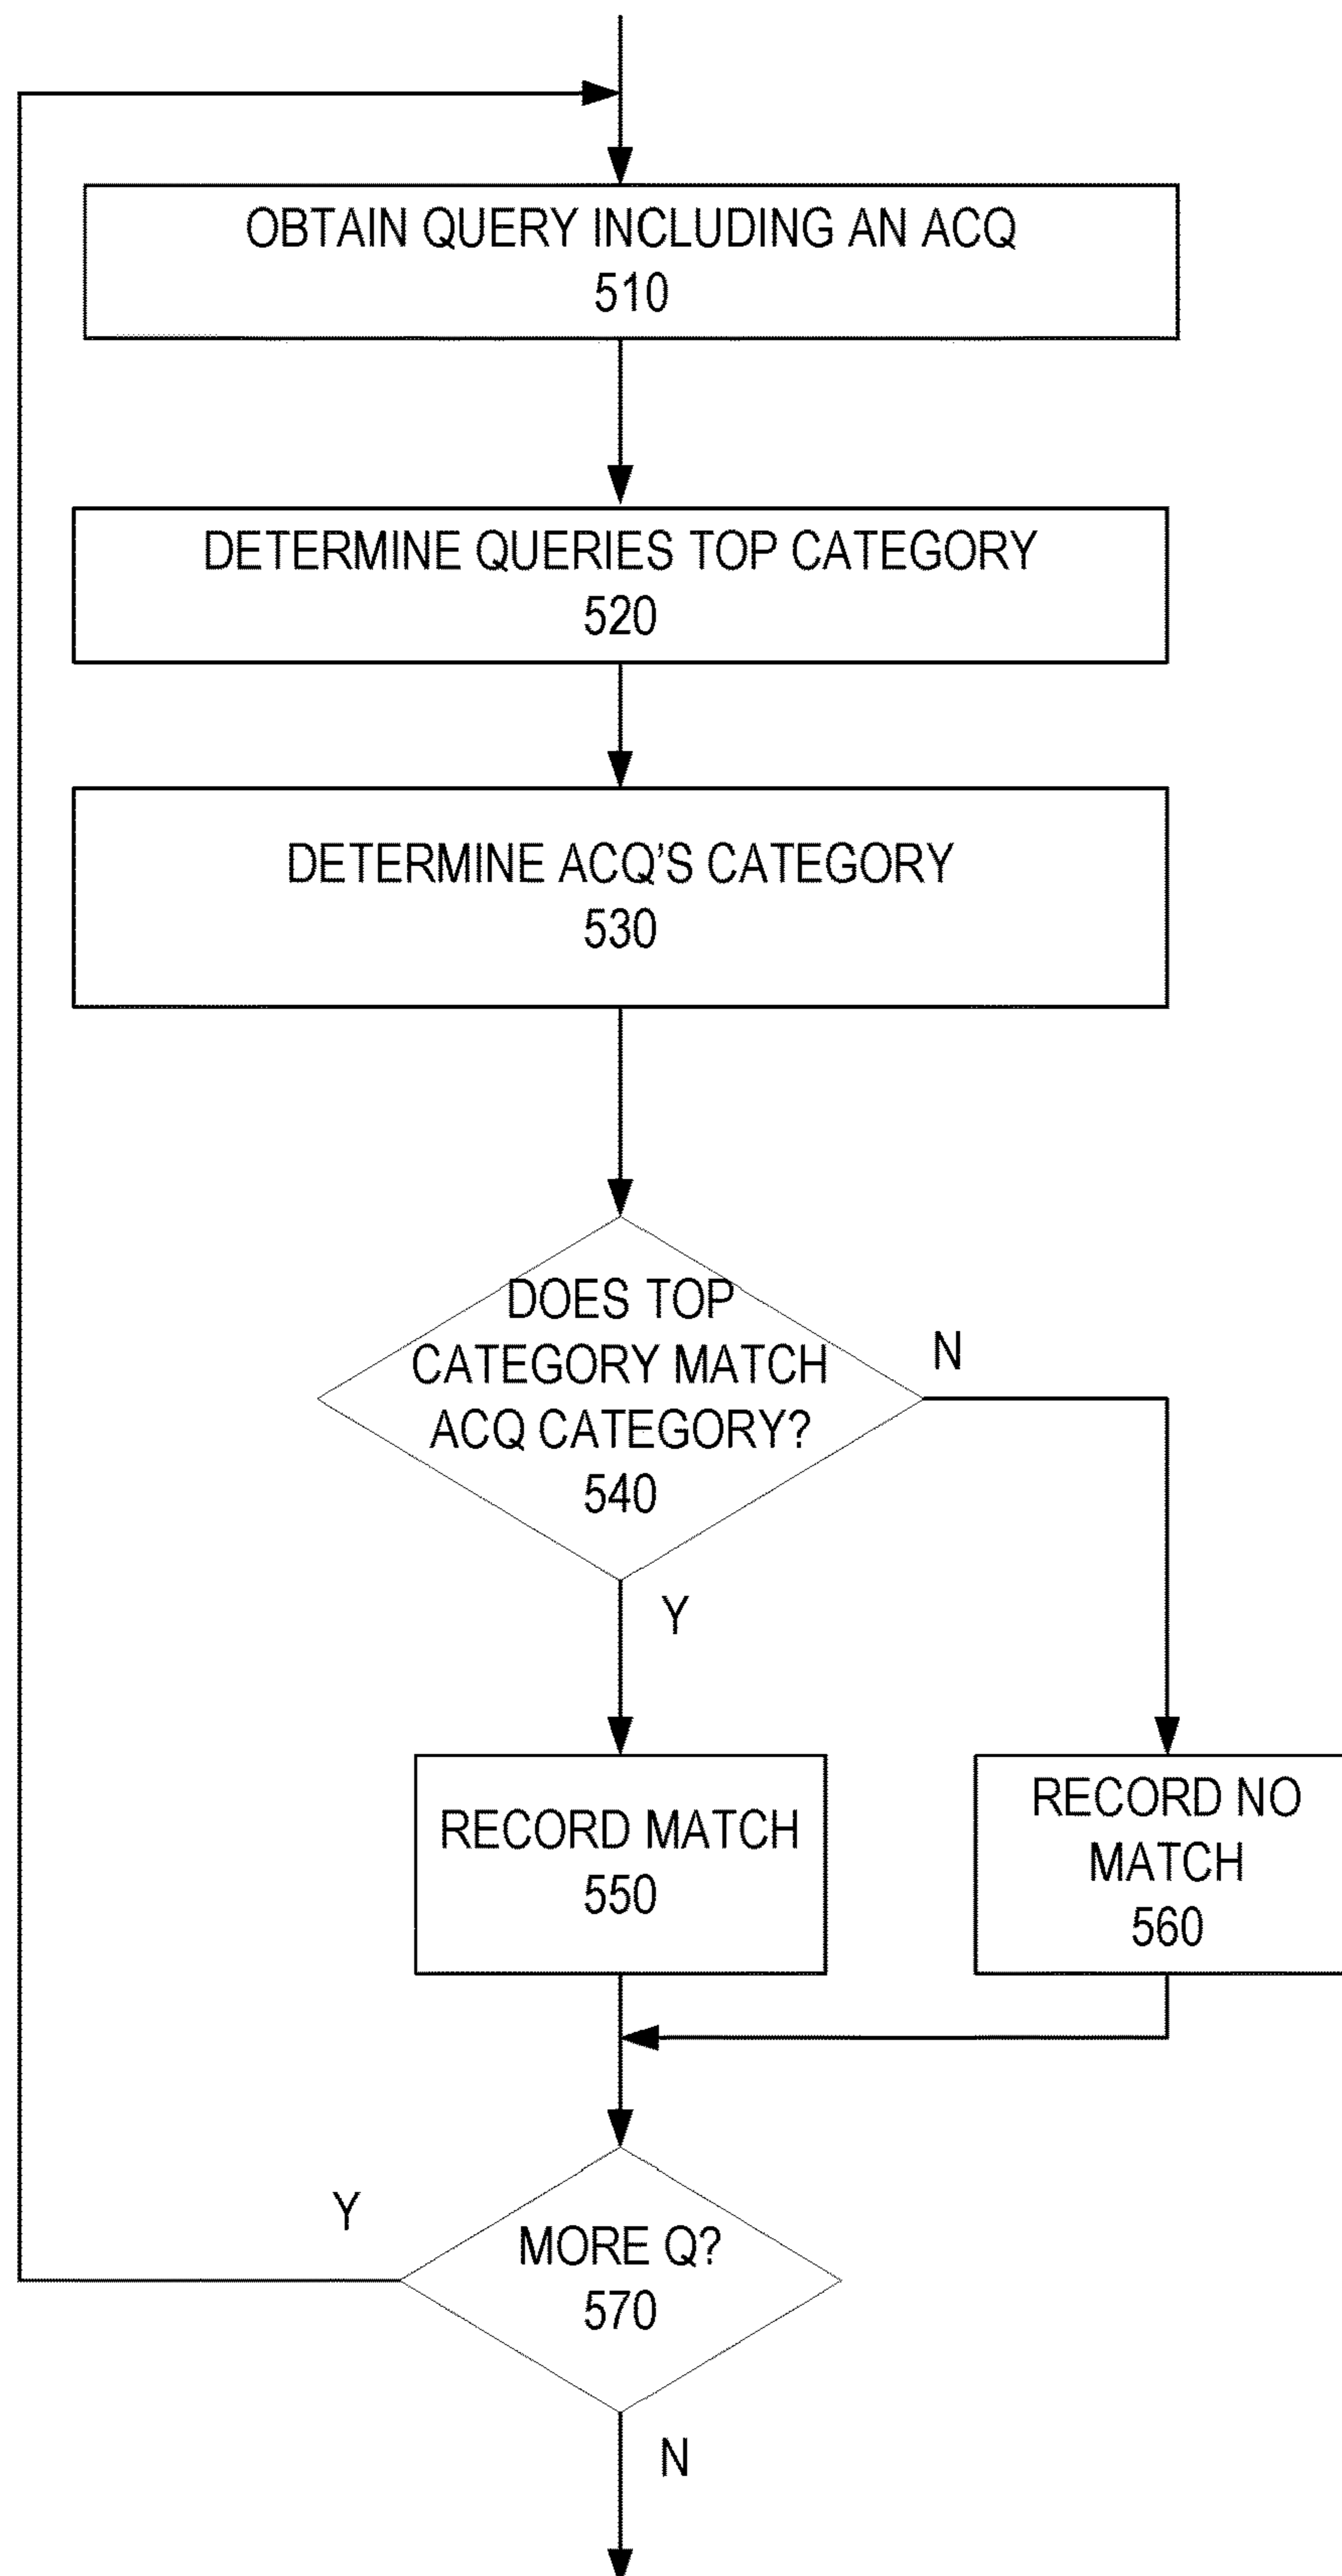 OBTAIN QUERY INCLUDING AN ACQ
510
DETERMINE QUERIES TOP CATEGORY
520
DETERMINE ACQ'S CATEGORY
530
DOES TOP
CATEGORY MATCH
ACQ CATEGORY?
540
N
Y
RECORD MATCH
550
RECORD NO
MATCH
560
Y
MORE Q?
570
N